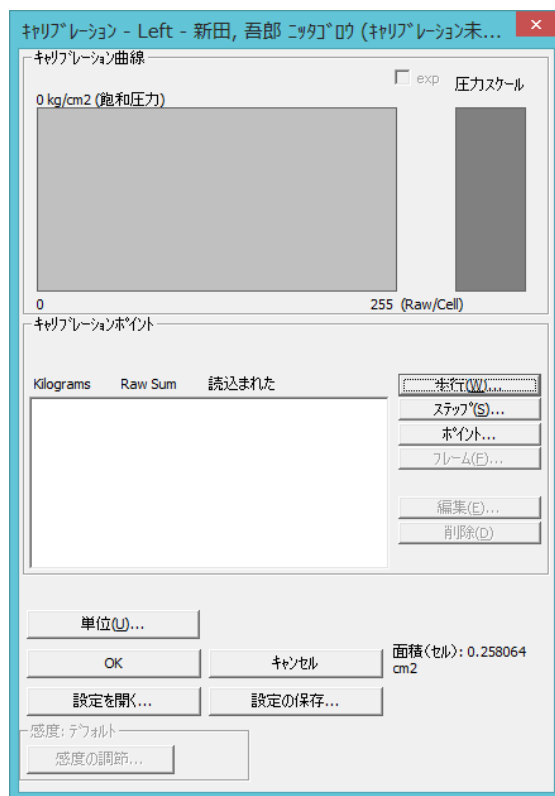 キャリブレーション - Left - 新田, 吾郎 ニッタゴロウ (キャリブレーション未...
キャリブレーション曲線
exp
圧力スケール
0 kg/cm2 (飽和圧力)
0
255 (Raw/Cell)
キャリブレーションポイント
Kilograms Raw Sum 読込まれた
歩行(W)...
ステップ(S)...
ポイント...
フレーム(F)...
編集(E)...
削除(D)
単位(U)...
OK
キャンセル
面積(セル): 0.258064
cm2
設定を開く...
設定の保存...
感度: デフォルト
感度の調節...